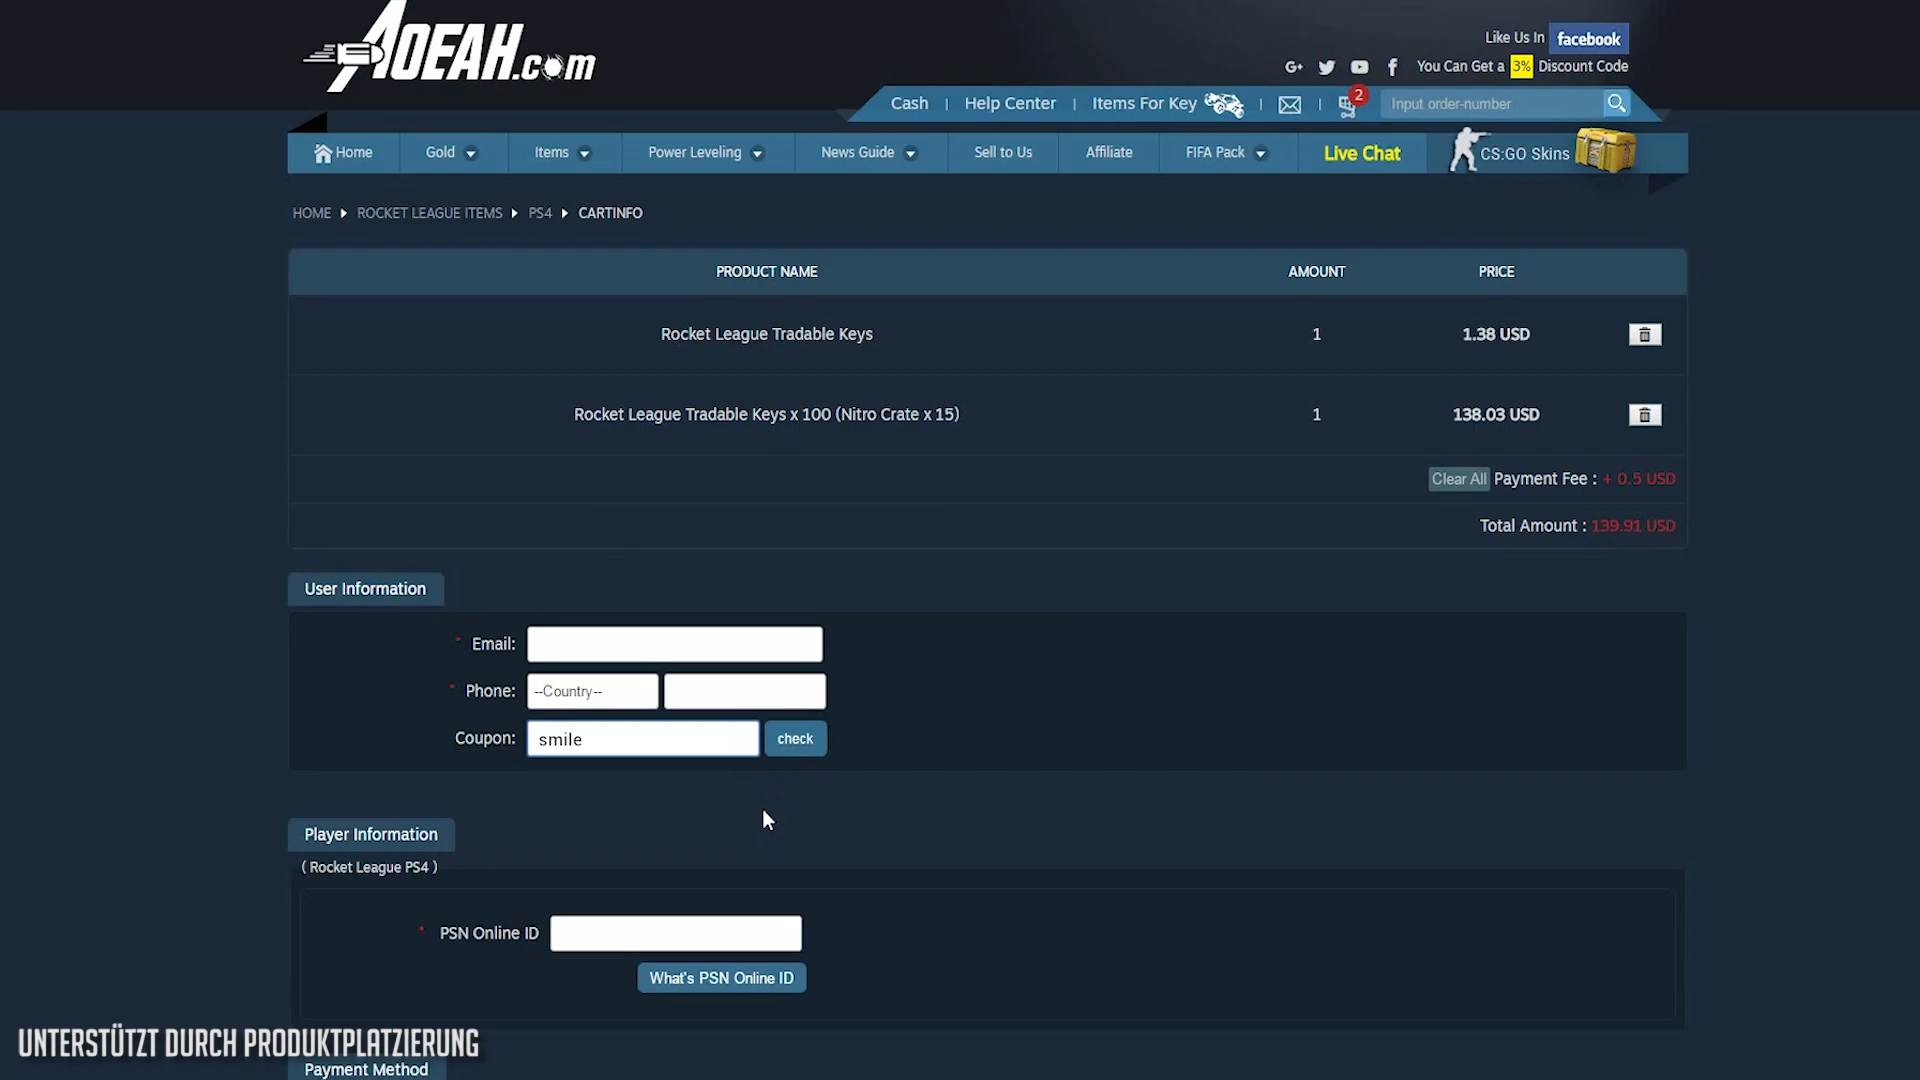 AOEAH.com
Like Us In facebook
You Can Get a 3% Discount Code
Cash | Help Center | Items For Key | | 2 Input order-number
Home Gold Items Power Leveling News Guide Sell to Us Affiliate FIFA Pack Live Chat CS:GO Skins
HOME ROCKET LEAGUE ITEMS PS4 CARTINFO
PRODUCT NAME AMOUNT PRICE
Rocket League Tradable Keys 1 1.38 USD
Rocket League Tradable Keys x 100 (Nitro Crate x 15) 1 138.03 USD
Clear All Payment Fee : + 0.5 USD
Total Amount : 139.91 USD
User Information
* Email:
* Phone: --Country--
Coupon: smile check
Player Information
( Rocket League PS4 )
* PSN Online ID
What's PSN Online ID
UNTERSTÜTZT DURCH PRODUKTPLATZIERUNG
Payment Method